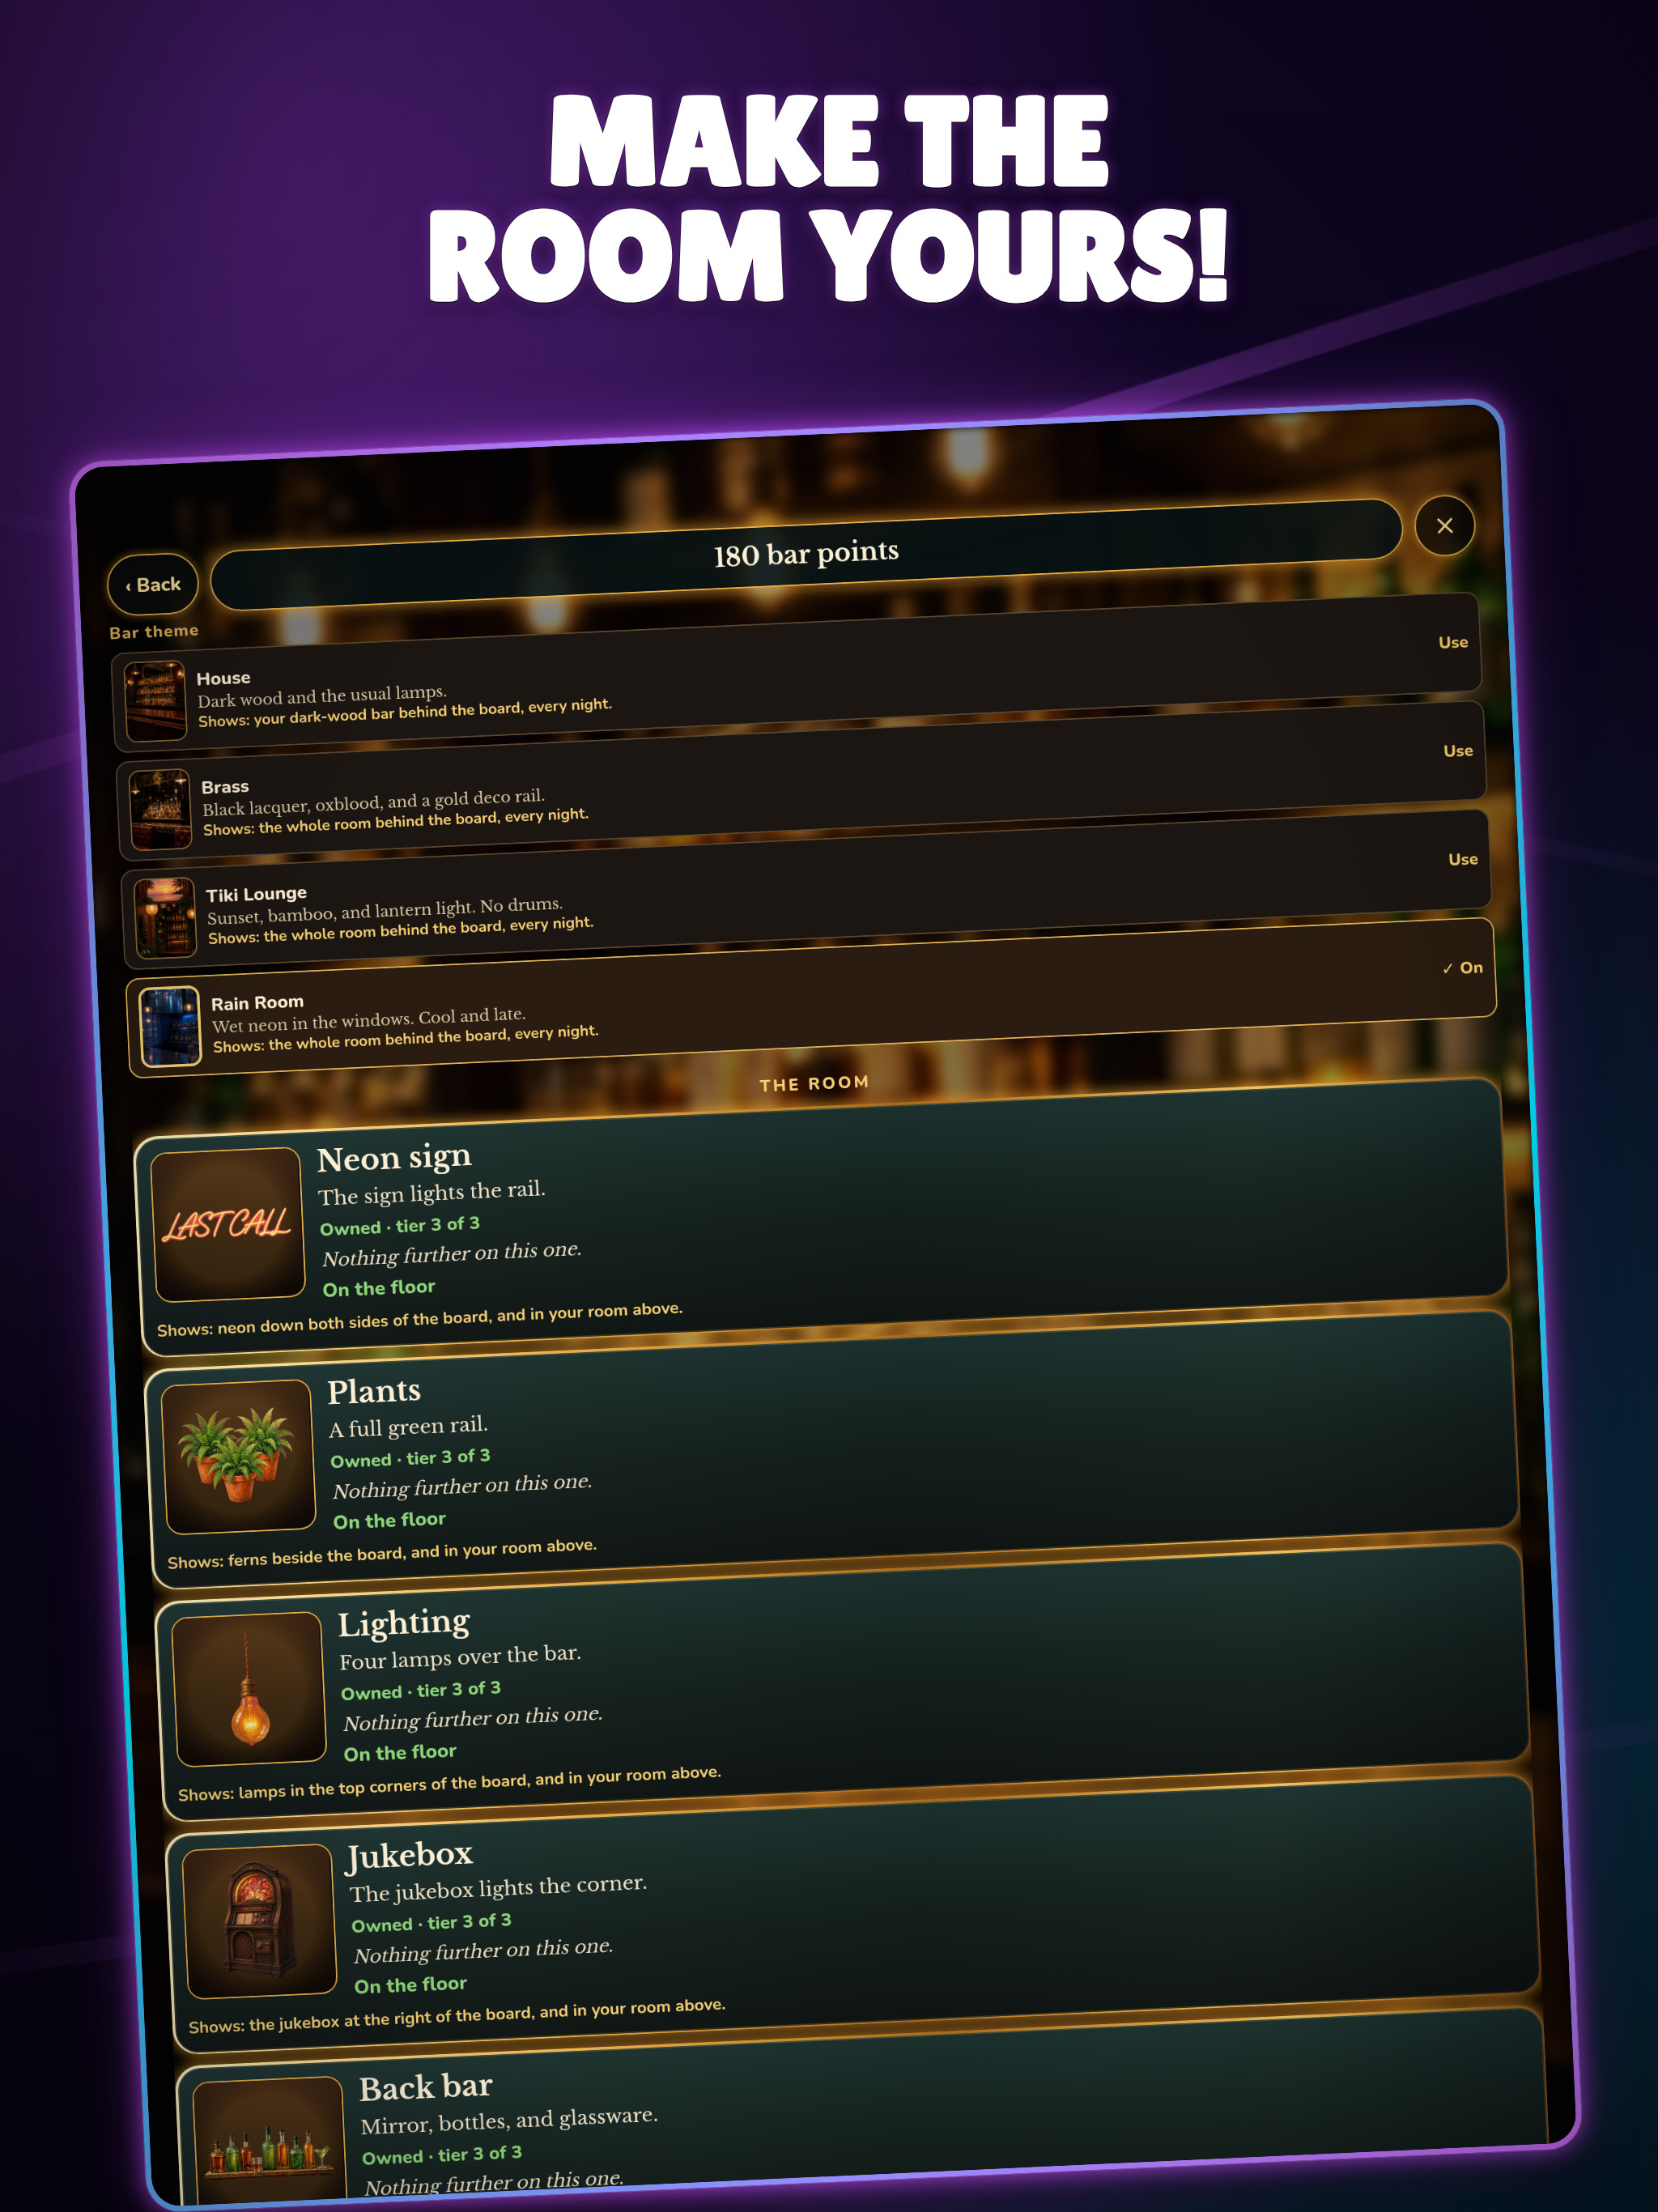 MAKE THE
ROOM YOURS!
‹ Back
180 bar points
×
Bar theme
House
Dark wood and the usual lamps.
Shows: your dark-wood bar behind the board, every night.
Use
Brass
Black lacquer, oxblood, and a gold deco rail.
Shows: the whole room behind the board, every night.
Use
Tiki Lounge
Sunset, bamboo, and lantern light. No drums.
Shows: the whole room behind the board, every night.
Use
Rain Room
Wet neon in the windows. Cool and late.
Shows: the whole room behind the board, every night.
✓ On
THE ROOM
LAST CALL
Neon sign
The sign lights the rail.
Owned · tier 3 of 3
Nothing further on this one.
On the floor
Shows: neon down both sides of the board, and in your room above.
Plants
A full green rail.
Owned · tier 3 of 3
Nothing further on this one.
On the floor
Shows: ferns beside the board, and in your room above.
Lighting
Four lamps over the bar.
Owned · tier 3 of 3
Nothing further on this one.
On the floor
Shows: lamps in the top corners of the board, and in your room above.
Jukebox
The jukebox lights the corner.
Owned · tier 3 of 3
Nothing further on this one.
On the floor
Shows: the jukebox at the right of the board, and in your room above.
Back bar
Mirror, bottles, and glassware.
Owned · tier 3 of 3
Nothing further on this one.